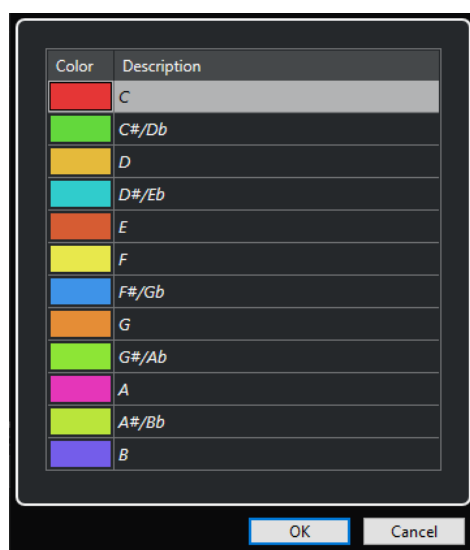 Color Description
C
C#/Db
D
D#/Eb
E
F
F#/Gb
G
G#/Ab
A
A#/Bb
B
OK Cancel